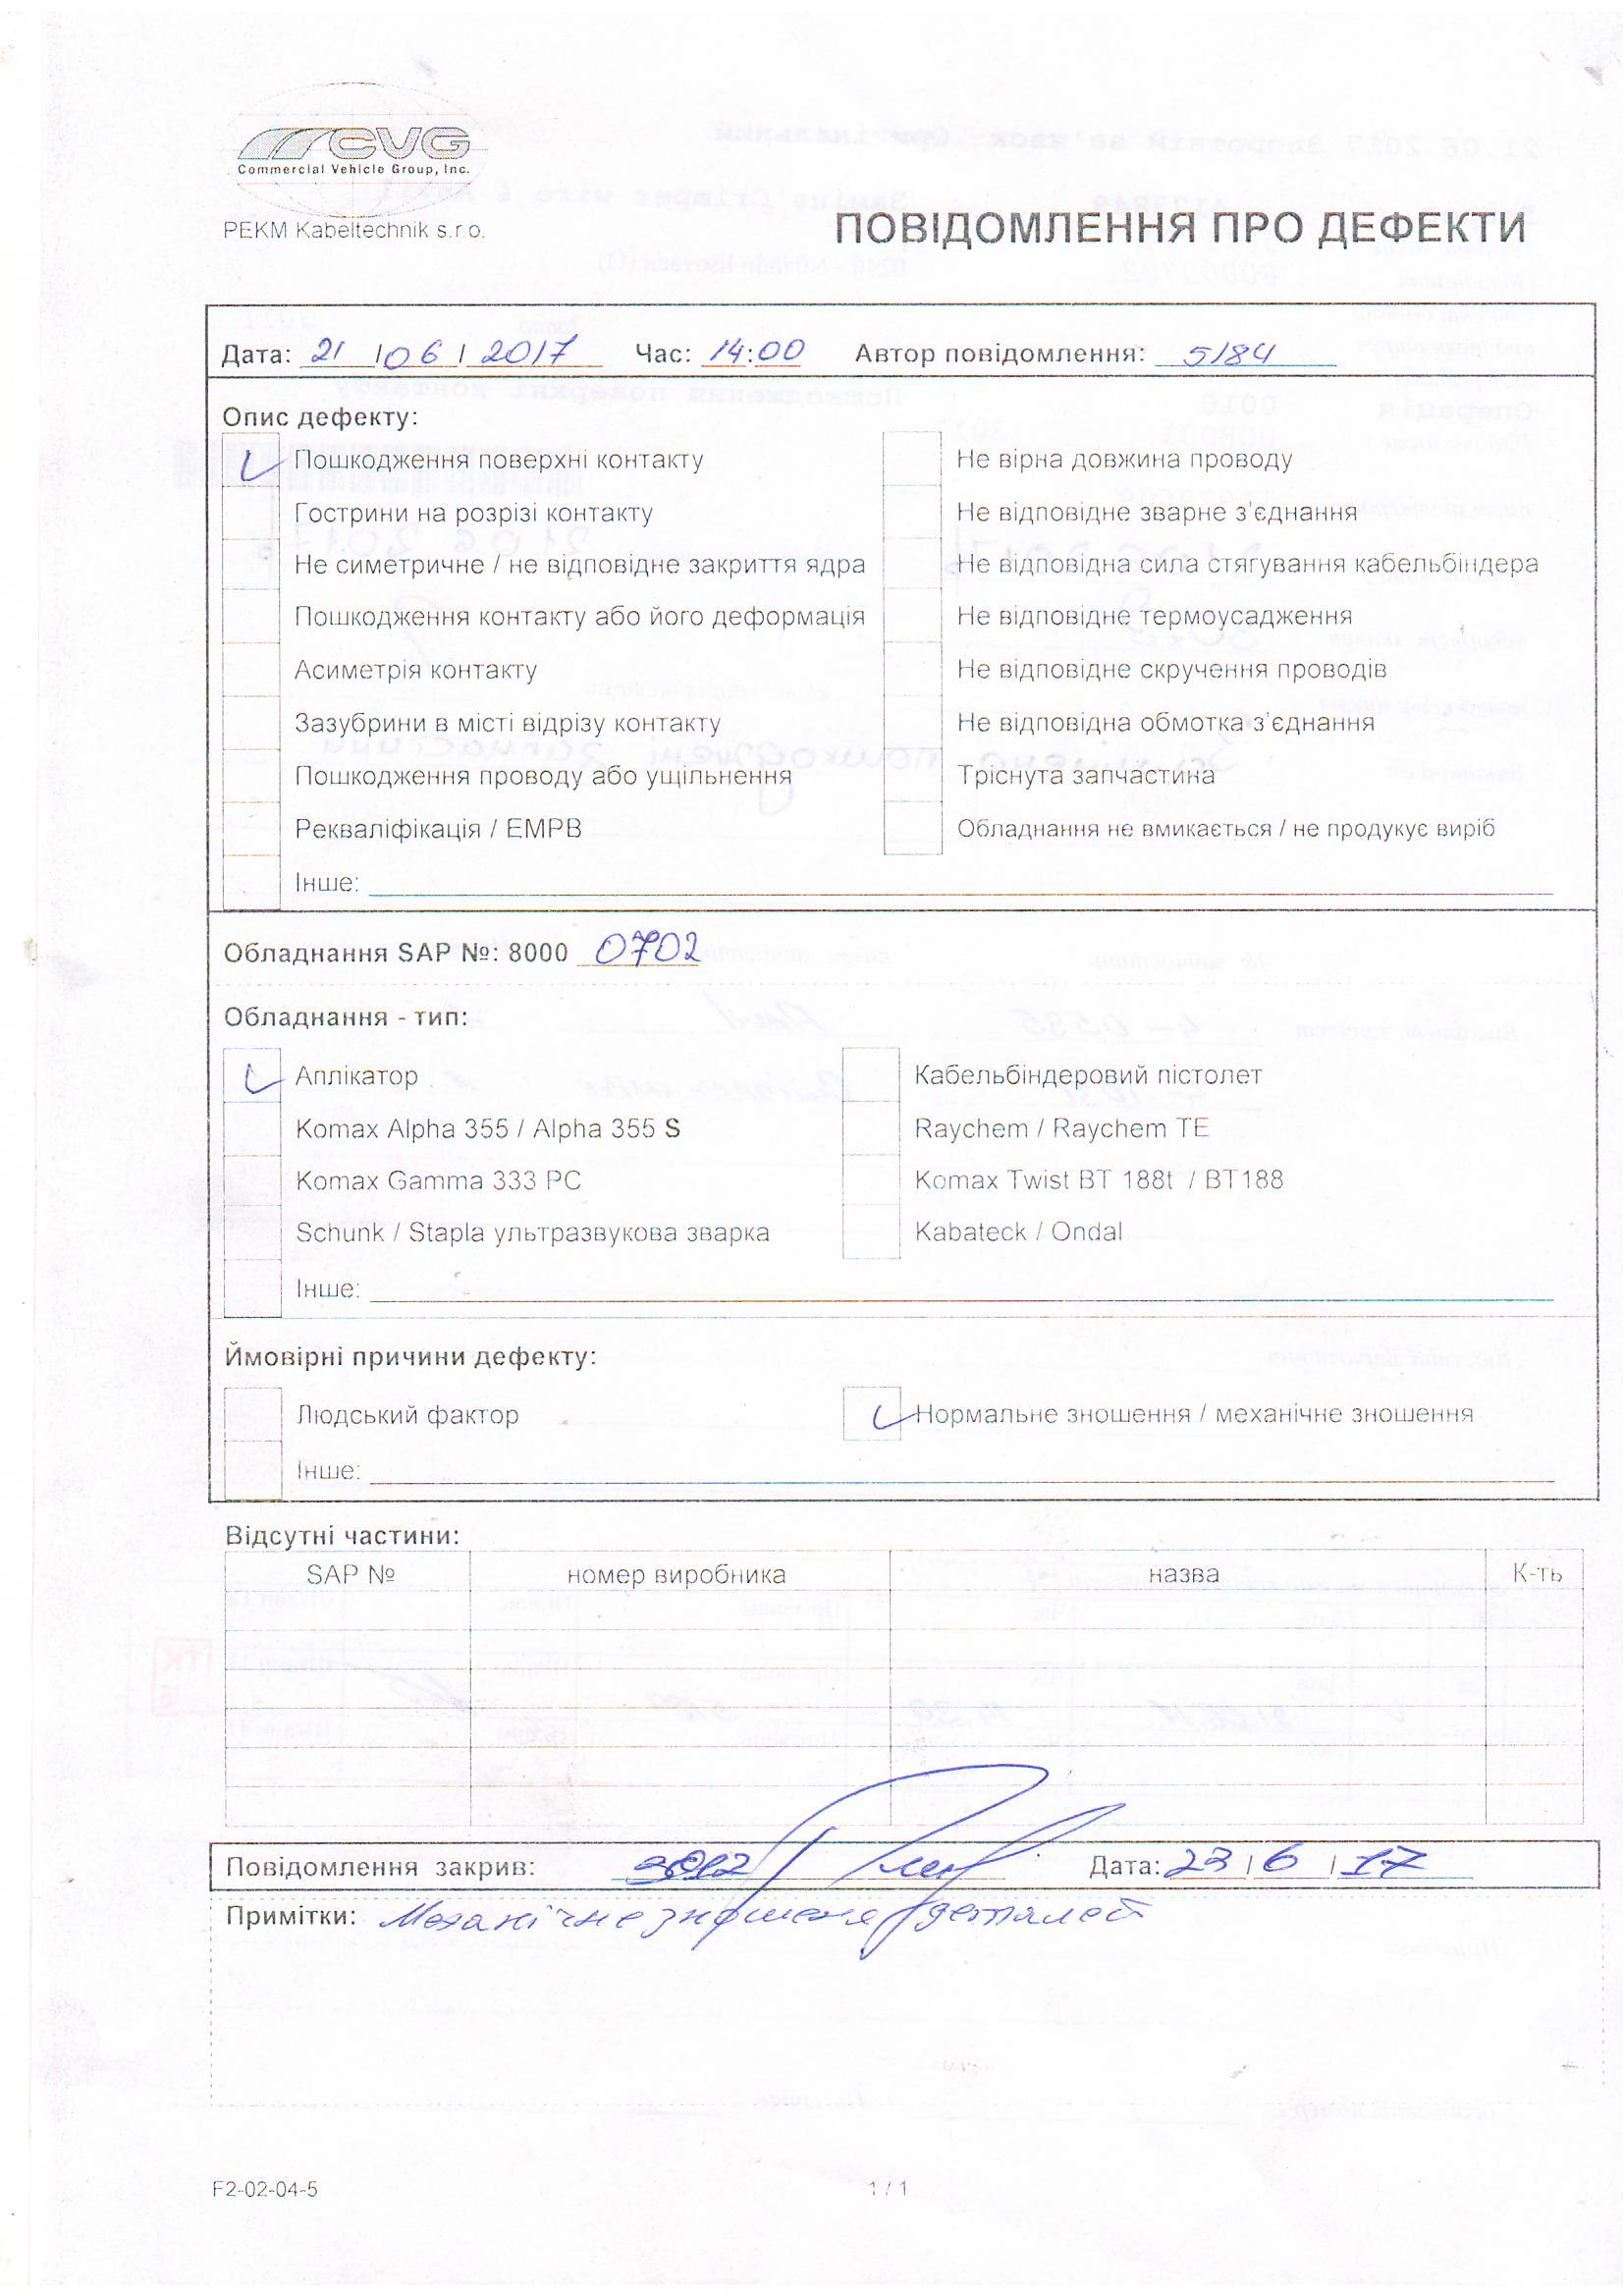 CVG
Commercial Vehicle Group, Inc.
PEKM Kabeltechnik s.r.o.
ПОВІДОМЛЕННЯ ПРО ДЕФЕКТИ
Дата: 21 / 06 / 2017 Час: 14:00 Автор повідомлення: 5184
Опис дефекту:
Пошкодження поверхні контакту Не вірна довжина проводу
Гострини на розрізі контакту Не відповідне зварне з'єднання
Не симетричне / не відповідне закриття ядра Не відповідна сила стягування кабельбіндера
Пошкодження контакту або його деформація Не відповідне термоусадження
Асиметрія контакту Не відповідне скручення проводів
Зазубрини в місті відрізу контакту Не відповідна обмотка з'єднання
Пошкодження проводу або ущільнення Тріснута запчастина
Рекваліфікація / EMPB Обладнання не вмикається / не продукує виріб
Інше:
Обладнання SAP №: 8000 0702
Обладнання - тип:
Аплікатор Кабельбіндеровий пістолет
Komax Alpha 355 / Alpha 355 S Raychem / Raychem TE
Komax Gamma 333 PC Komax Twist BT 188t / BT188
Schunk / Stapla ультразвукова зварка Kabateck / Ondal
Інше:
Ймовірні причини дефекту:
Людський фактор Нормальне зношення / механічне зношення
Інше:
Відсутні частини:
SAP № номер виробника назва К-ть
Повідомлення закрив: Дата: 23 / 6 / 17
Примітки: Механічне зношення деталей
F2-02-04-5 1 / 1